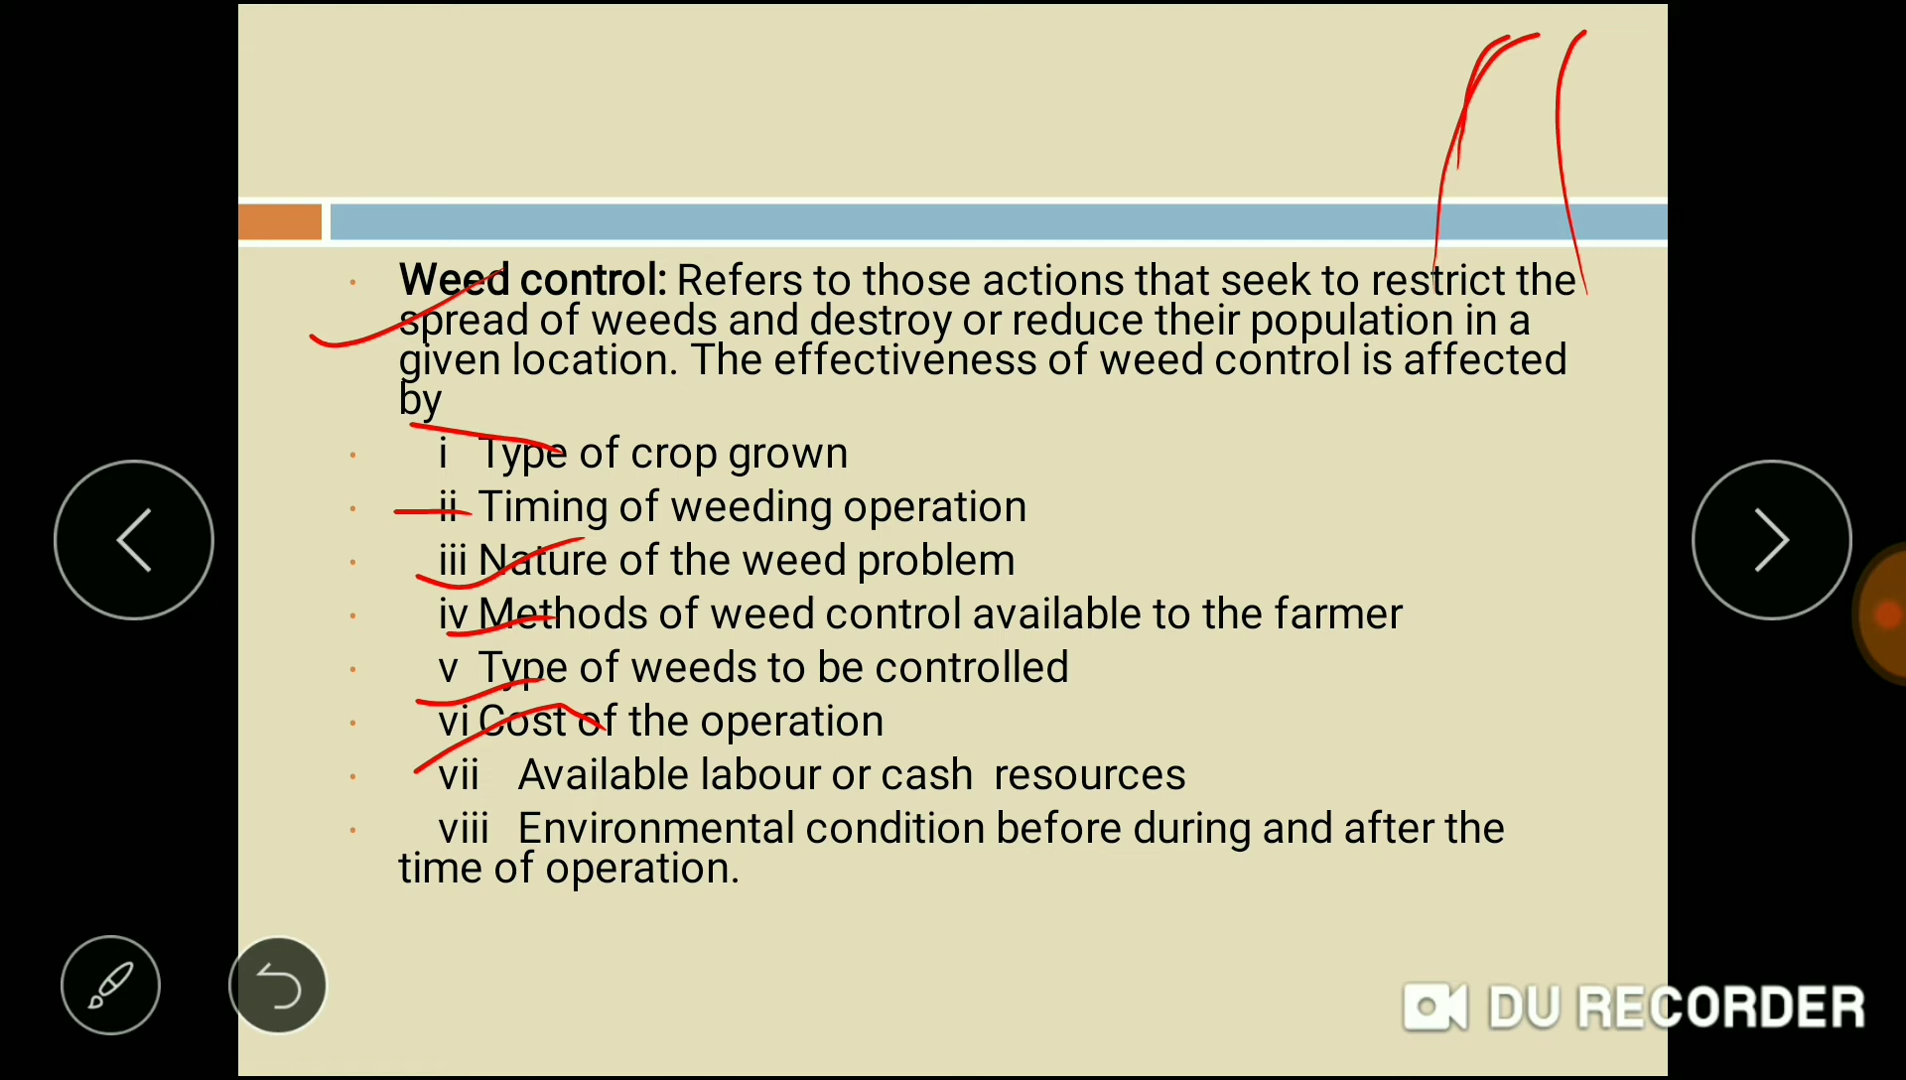 Weed control: Refers to those actions that seek to restrict the
spread of weeds and destroy or reduce their population in a
given location. The effectiveness of weed control is affected
by
i Type of crop grown
ii Timing of weeding operation
iii Nature of the weed problem
iv Methods of weed control available to the farmer
v Type of weeds to be controlled
vi Cost of the operation
vii Available labour or cash resources
viii Environmental condition before during and after the
time of operation.
DU RECORDER